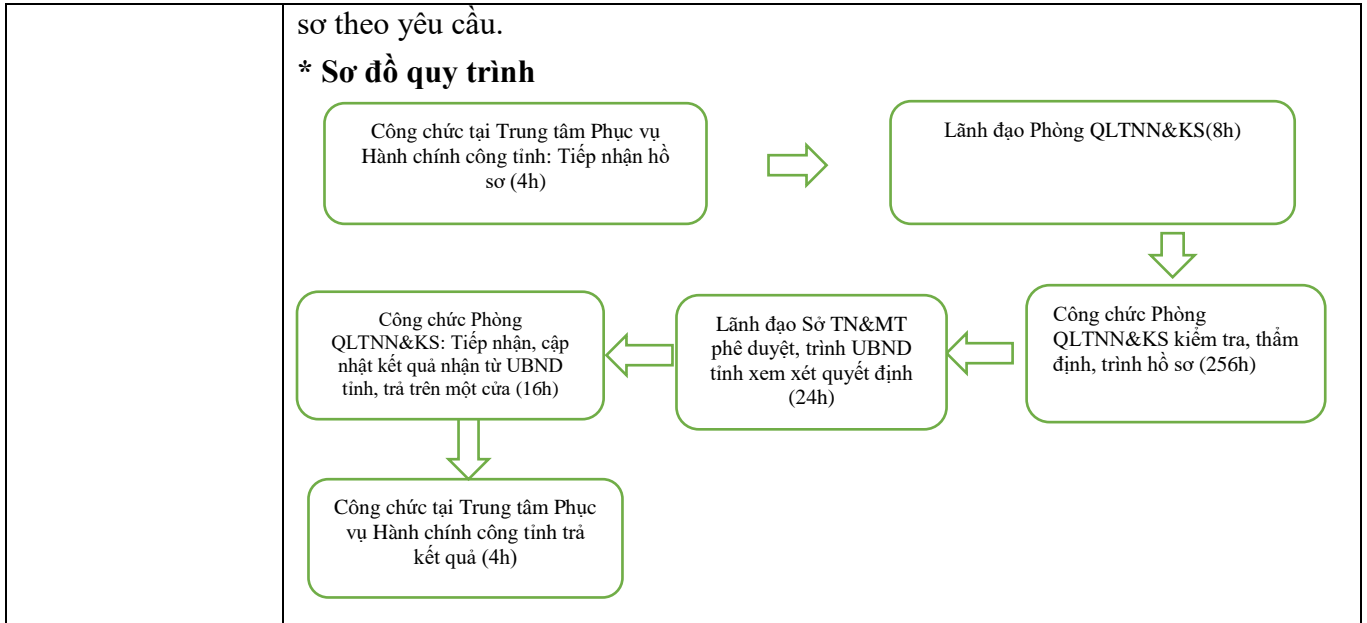 sơ theo yêu cầu.
* Sơ đồ quy trình
Công chức tại Trung tâm Phục vụ
Hành chính công tỉnh: Tiếp nhận hồ
sơ (4h)
Lãnh đạo Phòng QLTNN&KS(8h)
Công chức Phòng
QLTNN&KS kiểm tra, thẩm
định, trình hồ sơ (256h)
Lãnh đạo Sở TN&MT
phê duyệt, trình UBND
tỉnh xem xét quyết định
(24h)
Công chức Phòng
QLTNN&KS: Tiếp nhận, cập
nhật kết quả nhận từ UBND
tỉnh, trả trên một cửa (16h)
Công chức tại Trung tâm Phục
vụ Hành chính công tỉnh trả
kết quả (4h)